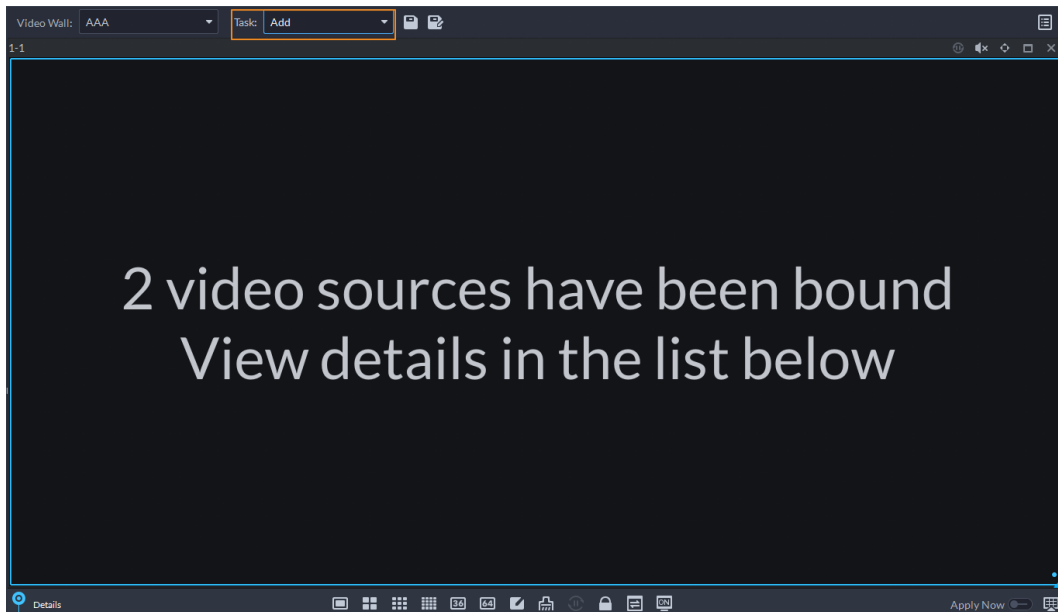 Video Wall: AAA Task: Add
1-1
2 video sources have been bound
View details in the list below
Details 36 64 ON Apply Now